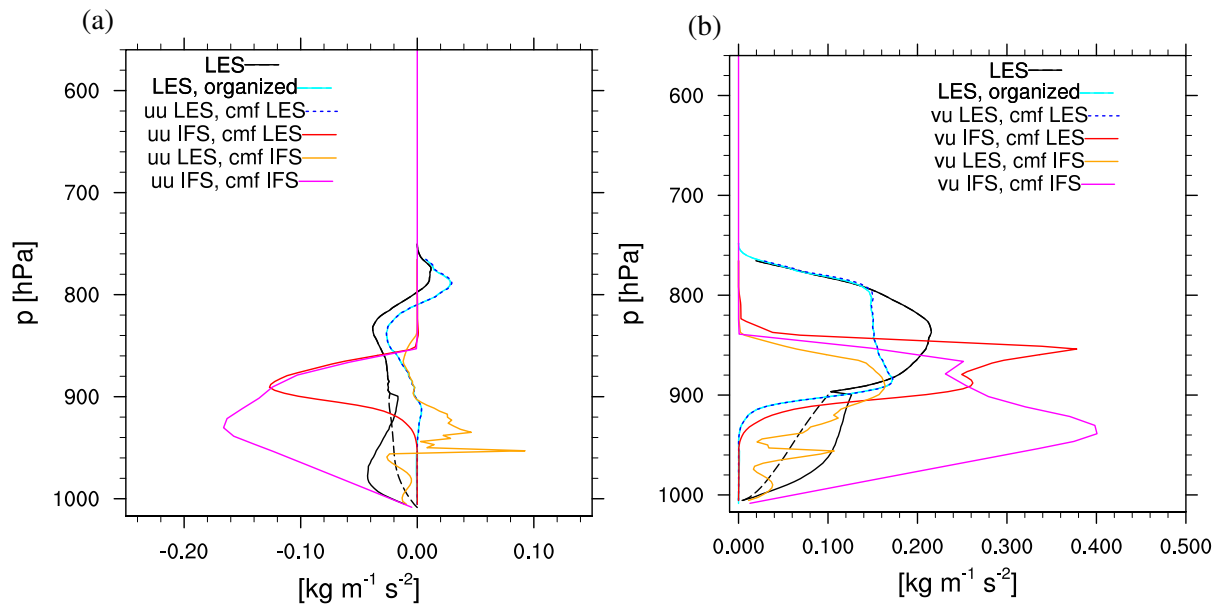 (a)
LES
LES, organized
uu LES, cmf LES
uu IFS, cmf LES
uu LES, cmf IFS
uu IFS, cmf IFS
600
700
800
900
1000
p [hPa]
-0.20 -0.10 0.00 0.10
[kg m⁻¹ s⁻²]
(b)
LES
LES, organized
vu LES, cmf LES
vu IFS, cmf LES
vu LES, cmf IFS
vu IFS, cmf IFS
600
700
800
900
1000
p [hPa]
0.000 0.100 0.200 0.300 0.400 0.500
[kg m⁻¹ s⁻²]